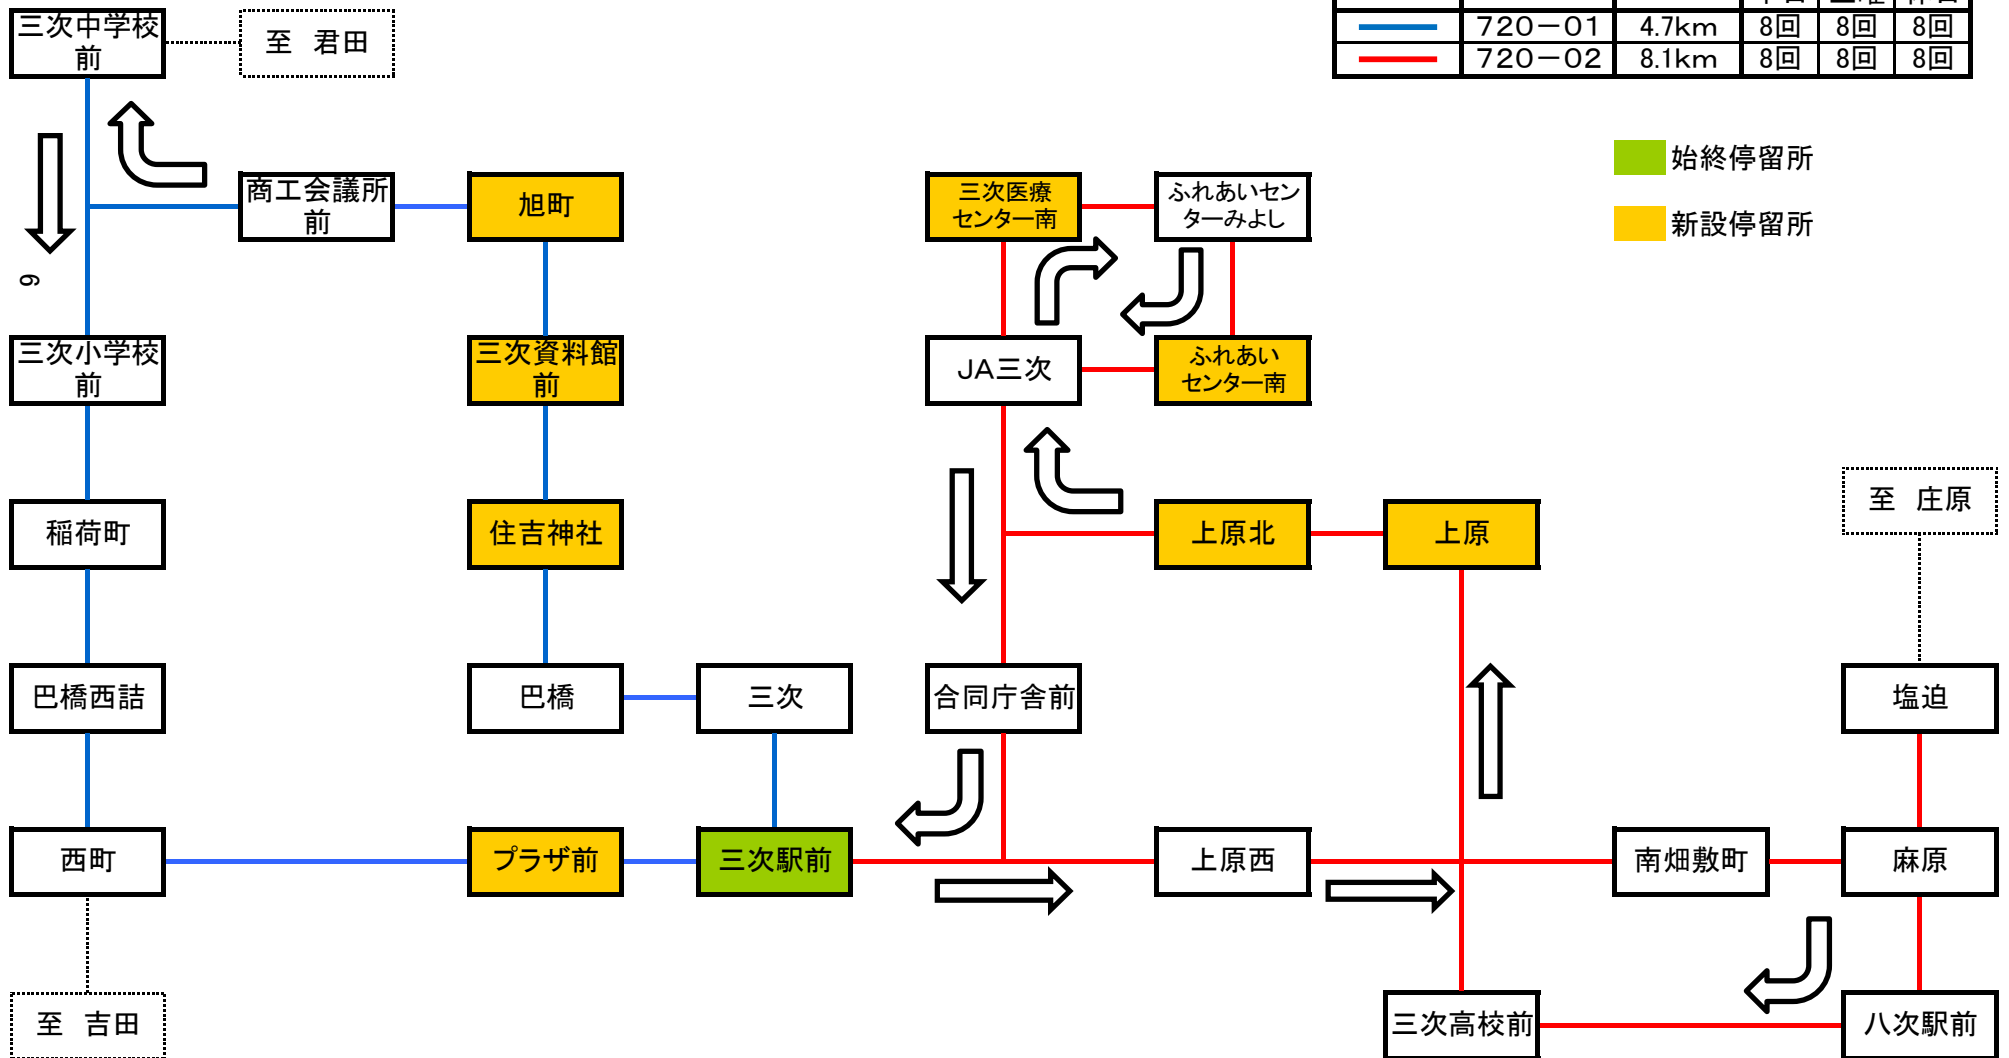 三次中学校
前
至 君田
720－01 4.7km 8回 8回 8回
720－02 8.1km 8回 8回 8回
始終停留所
新設停留所
商工会議所
前
旭町
三次医療
センター南
ふれあいセン
ターみよし
6
三次小学校
前
三次資料館
前
JA三次
ふれあい
センター南
稲荷町
住吉神社
上原北
上原
至 庄原
巴橋西詰
巴橋
三次
合同庁舎前
塩迫
西町
プラザ前
三次駅前
上原西
南畑敷町
麻原
至 吉田
三次高校前
八次駅前